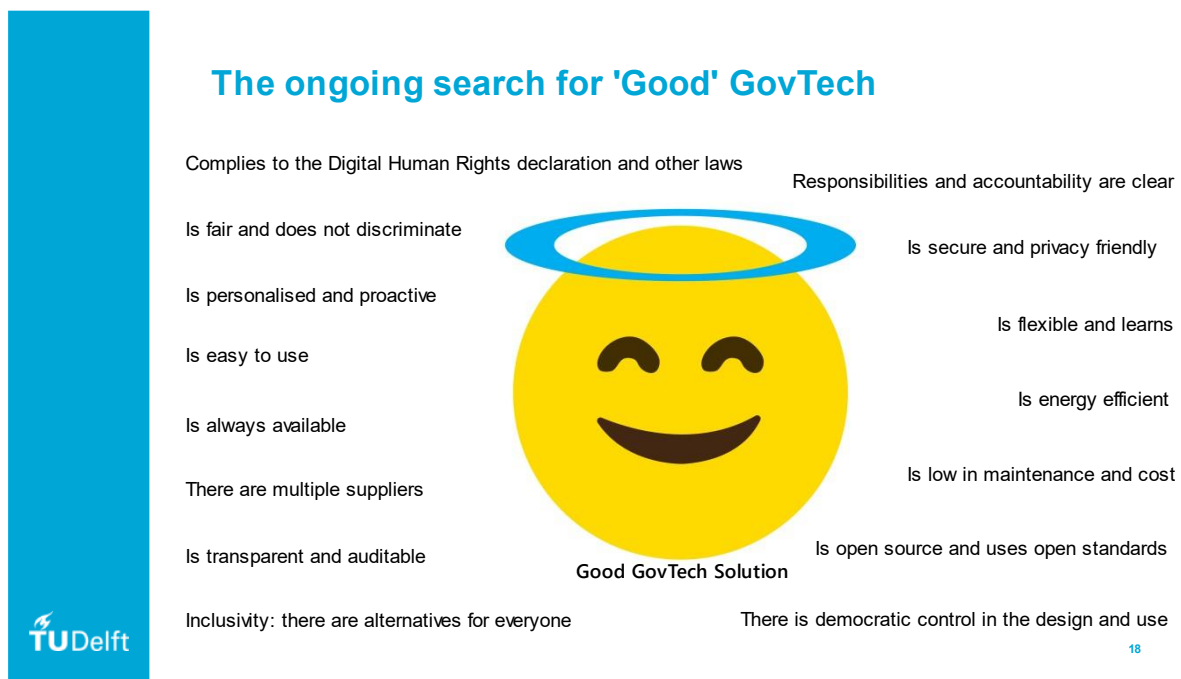 The ongoing search for 'Good' GovTech
Complies to the Digital Human Rights declaration and other laws
Is fair and does not discriminate
Is personalised and proactive
Is easy to use
Is always available
There are multiple suppliers
Is transparent and auditable
Inclusivity: there are alternatives for everyone
Responsibilities and accountability are clear
Is secure and privacy friendly
Is flexible and learns
Is energy efficient
Is low in maintenance and cost
Is open source and uses open standards
There is democratic control in the design and use
Good GovTech Solution
TUDelft
18